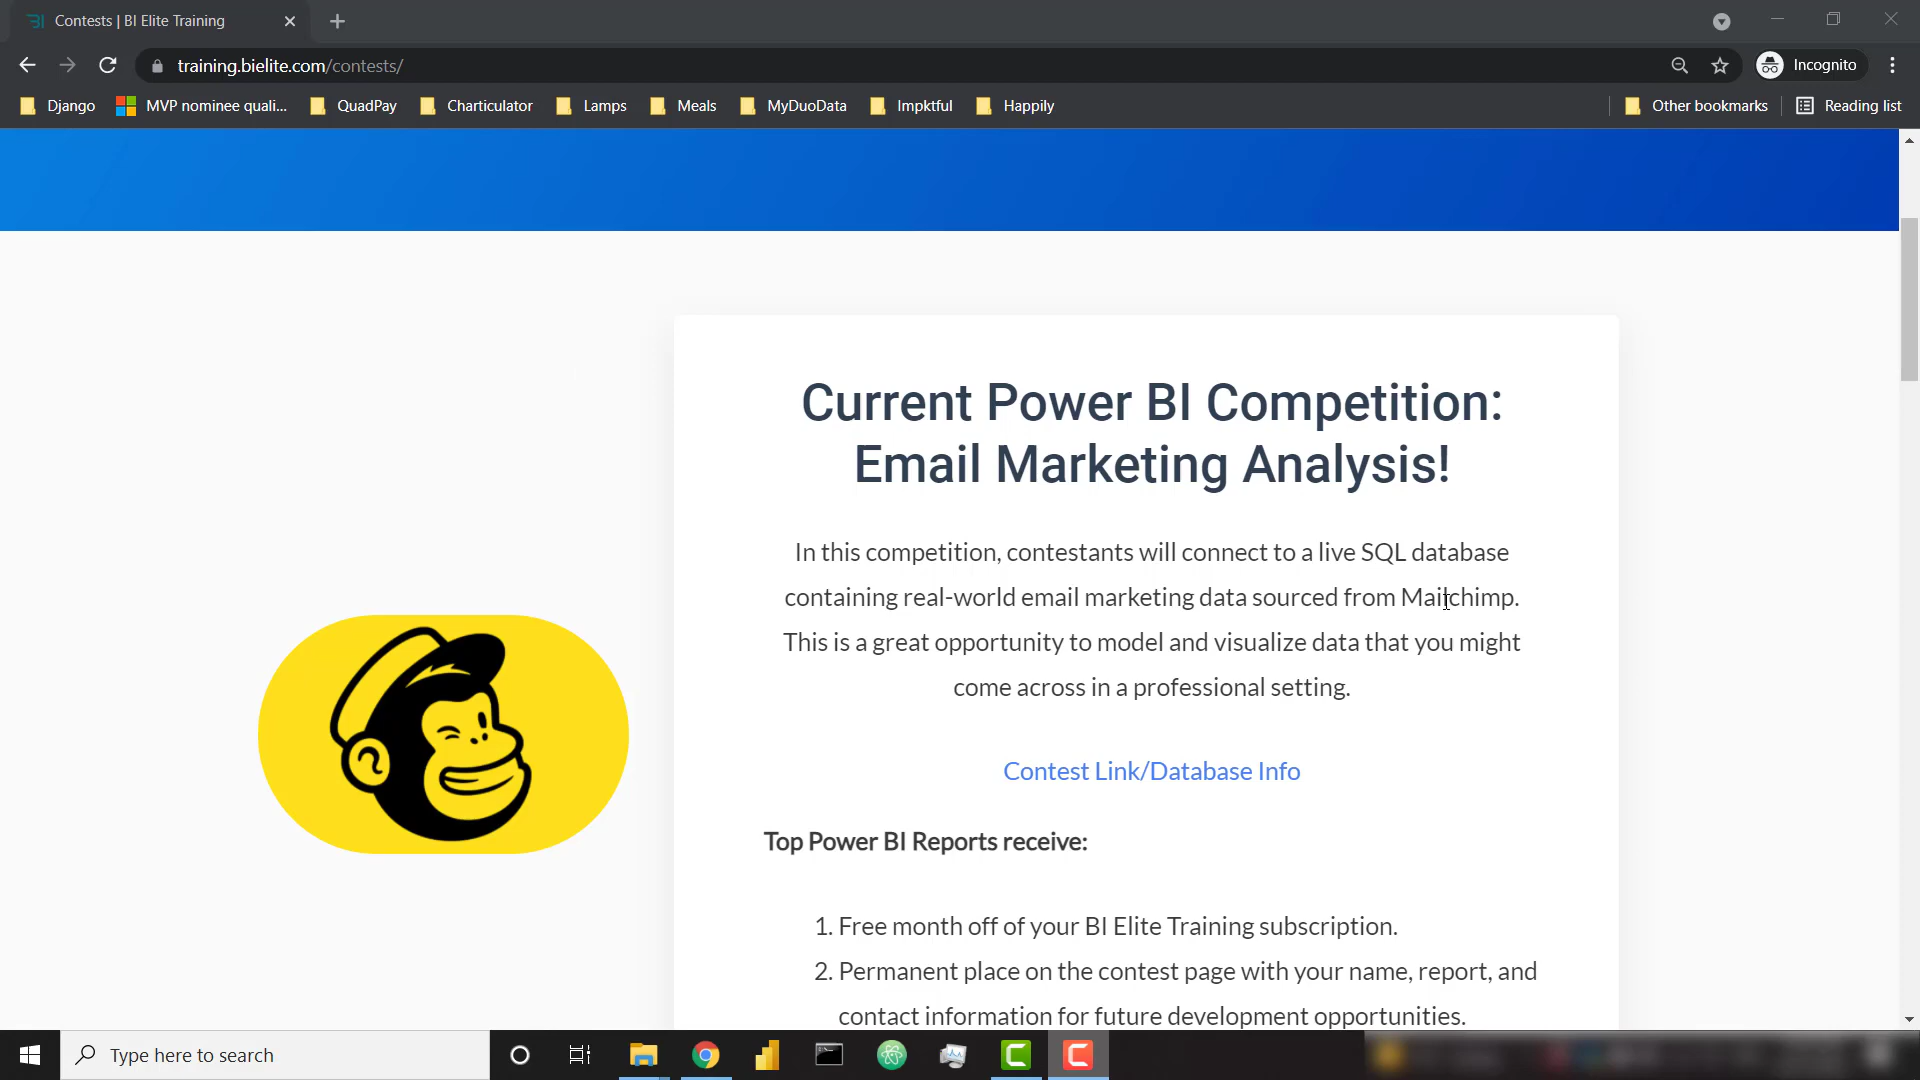 Contests | BI Elite Training
training.bielite.com/contests/
Incognito
Django
MVP nominee quali...
QuadPay
Charticulator
Lamps
Meals
MyDuoData
Impktful
Happily
Other bookmarks
Reading list
Current Power BI Competition:
Email Marketing Analysis!
In this competition, contestants will connect to a live SQL database
containing real-world email marketing data sourced from Mailchimp.
This is a great opportunity to model and visualize data that you might
come across in a professional setting.
Contest Link/Database Info
Top Power BI Reports receive:
1. Free month off of your BI Elite Training subscription.
2. Permanent place on the contest page with your name, report, and
contact information for future development opportunities.
Type here to search